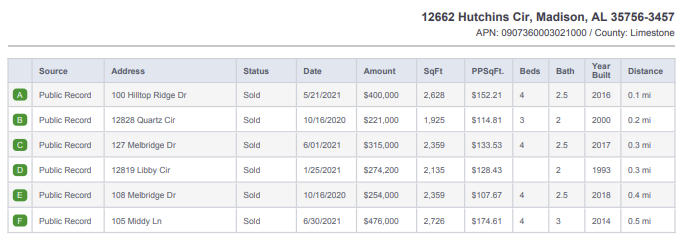 12662 Hutchins Cir, Madison, AL 35756-3457
APN: 0907360003021000 / County: Limestone
Source Address Status Date Amount SqFt PPSqFt. Beds Bath Year Built Distance
A Public Record 100 Hilltop Ridge Dr Sold 5/21/2021 $400,000 2,628 $152.21 4 2.5 2016 0.1 mi
B Public Record 12828 Quartz Cir Sold 10/16/2020 $221,000 1,925 $114.81 3 2 2000 0.2 mi
C Public Record 127 Melbridge Dr Sold 6/01/2021 $315,000 2,359 $133.53 4 2.5 2017 0.3 mi
D Public Record 12819 Libby Cir Sold 1/25/2021 $274,200 2,135 $128.43 2 1993 0.3 mi
E Public Record 108 Melbridge Dr Sold 10/16/2020 $254,000 2,359 $107.67 4 2.5 2018 0.4 mi
F Public Record 105 Middy Ln Sold 6/30/2021 $476,000 2,726 $174.61 4 3 2014 0.5 mi